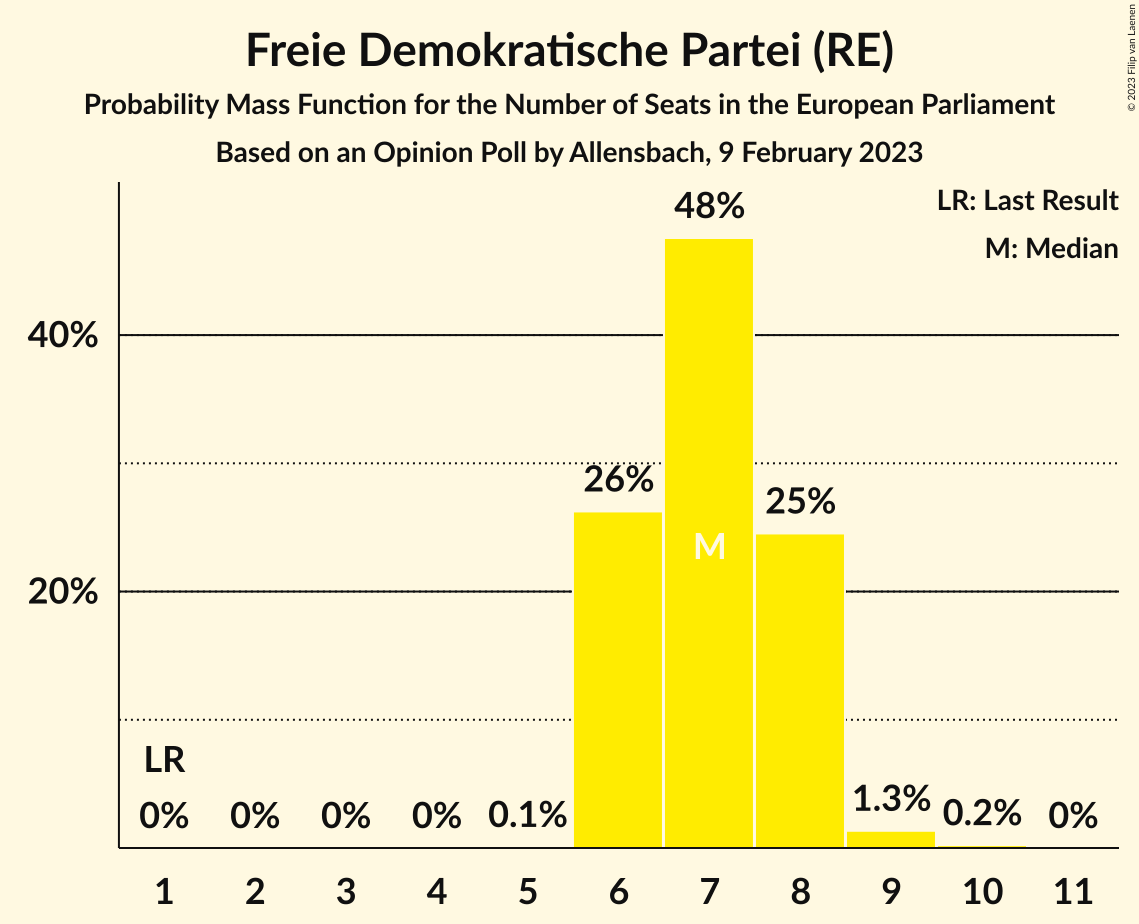 Freie Demokratische Partei (RE)
Probability Mass Function for the Number of Seats in the European Parliament
Based on an Opinion Poll by Allensbach, 9 February 2023
© 2023 Filip van Laenen
LR: Last Result
M: Median
48%
40%
26%
25%
M
20%
LR
0% 0% 0% 0% 0.1% 1.3% 0.2% 0%
1 2 3 4 5 6 7 8 9 10 11